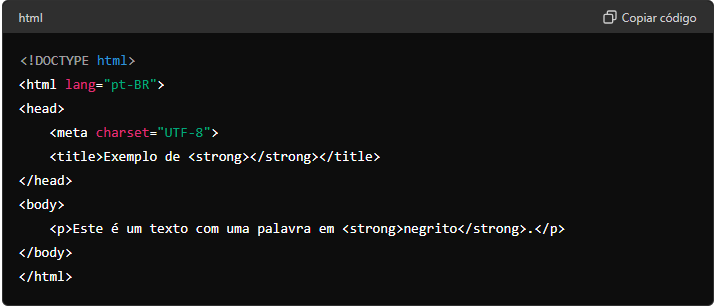 html
Copiar código
<!DOCTYPE html>
<html lang="pt-BR">
<head>
    <meta charset="UTF-8">
    <title>Exemplo de <strong></strong></title>
</head>
<body>
    <p>Este é um texto com uma palavra em <strong>negrito</strong>.</p>
</body>
</html>